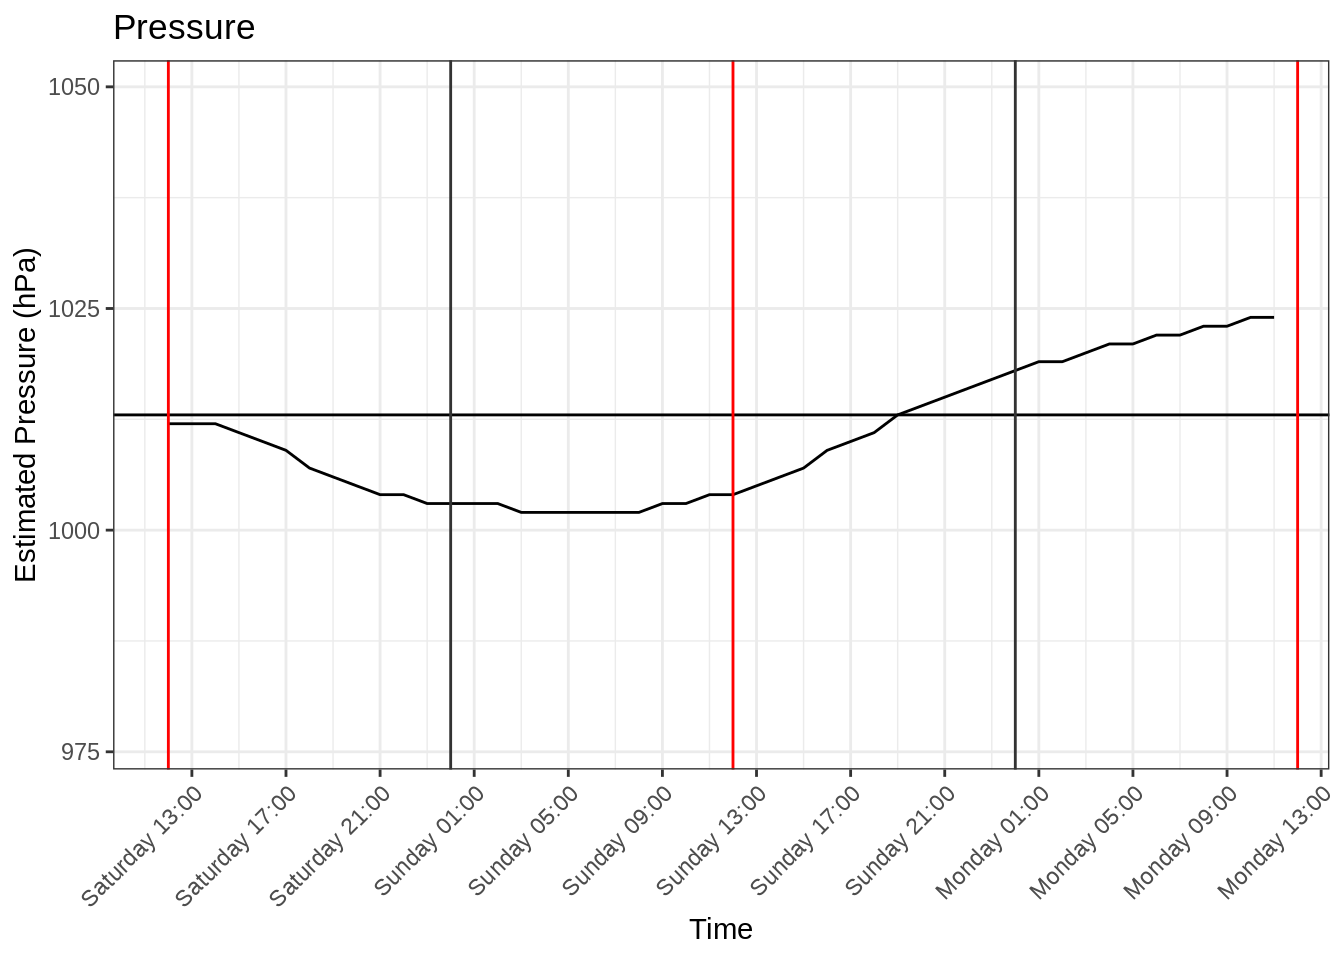 Pressure
Estimated Pressure (hPa)
1050
1025
1000
975
Saturday 13:00
Saturday 17:00
Saturday 21:00
Sunday 01:00
Sunday 05:00
Sunday 09:00
Sunday 13:00
Sunday 17:00
Sunday 21:00
Monday 01:00
Monday 05:00
Monday 09:00
Monday 13:00
Time